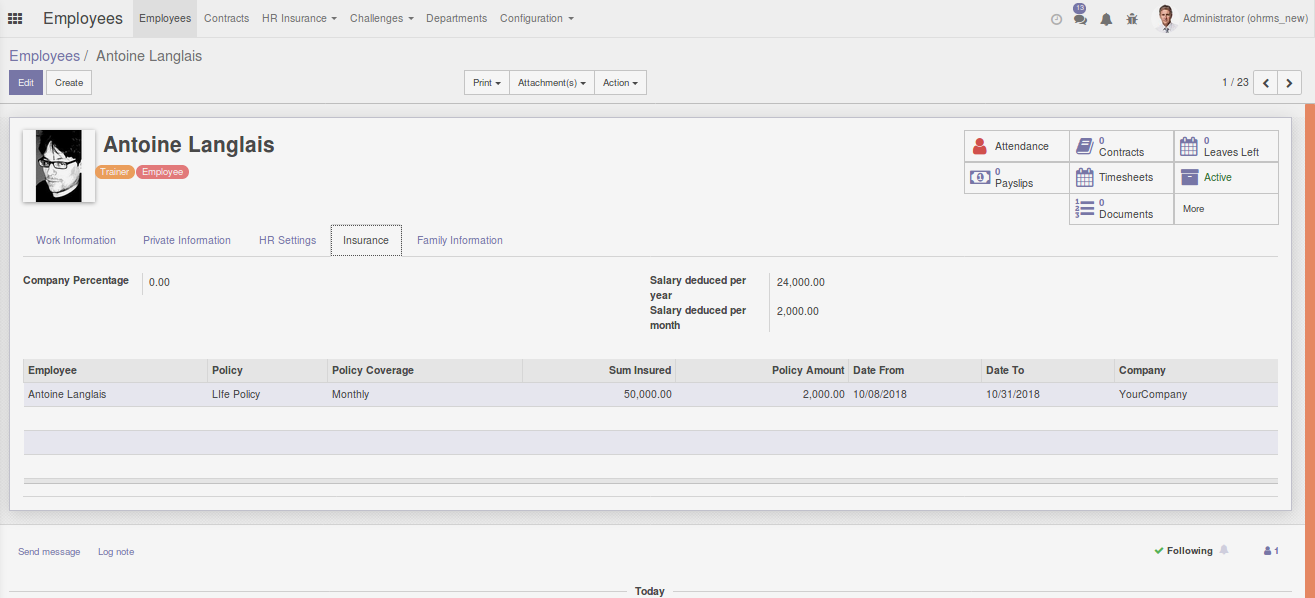 Employees Employees Contracts HR Insurance Challenges Departments Configuration 13 Administrator (ohrms_new)
Employees / Antoine Langlais
Edit Create Print Attachment(s) Action 1 / 23
Antoine Langlais
Trainer Employee
Attendance 0 Contracts 0 Leaves Left
0 Payslips Timesheets Active
0 Documents More
Work Information Private Information HR Settings Insurance Family Information
Company Percentage 0.00
Salary deduced per
year 24,000.00
Salary deduced per
month 2,000.00
Employee Policy Policy Coverage Sum Insured Policy Amount Date From Date To Company
Antoine Langlais LIfe Policy Monthly 50,000.00 2,000.00 10/08/2018 10/31/2018 YourCompany
Send message Log note Following 1
Today